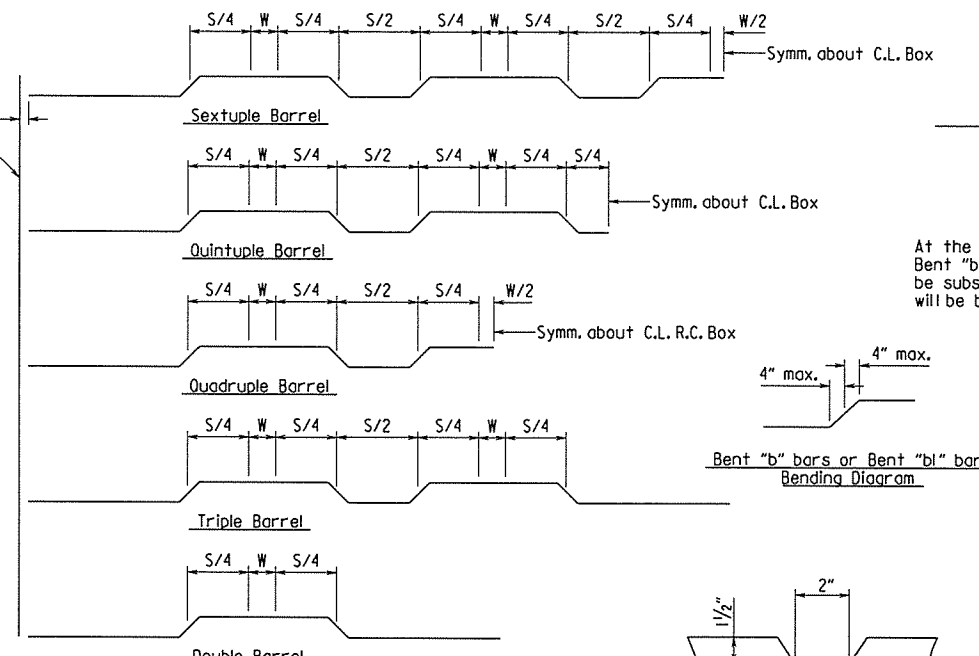 S/4 W S/4 S/2 S/4 W S/4 S/2 S/4 W/2
Symm. about C.L. Box
Sextuple Barrel
S/4 W S/4 S/2 S/4 W S/4 S/4
Symm. about C.L. Box
Quintuple Barrel
S/4 W S/4 S/2 S/4 W/2
Symm. about C.L. R.C. Box
Quadruple Barrel
S/4 W S/4 S/2 S/4 W S/4
Triple Barrel
S/4 W S/4
Double Barrel
At the
Bent "b
be subs
will be b
4" max.
4" max.
Bent "b" bars or Bent "b1" bar
Bending Diagram
2"
1½"